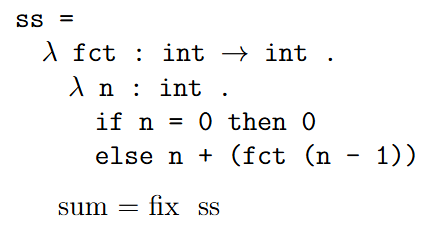 ss =
λ fct : int → int .
λ n : int .
if n = 0 then 0
else n + (fct (n - 1))
sum = fix ss